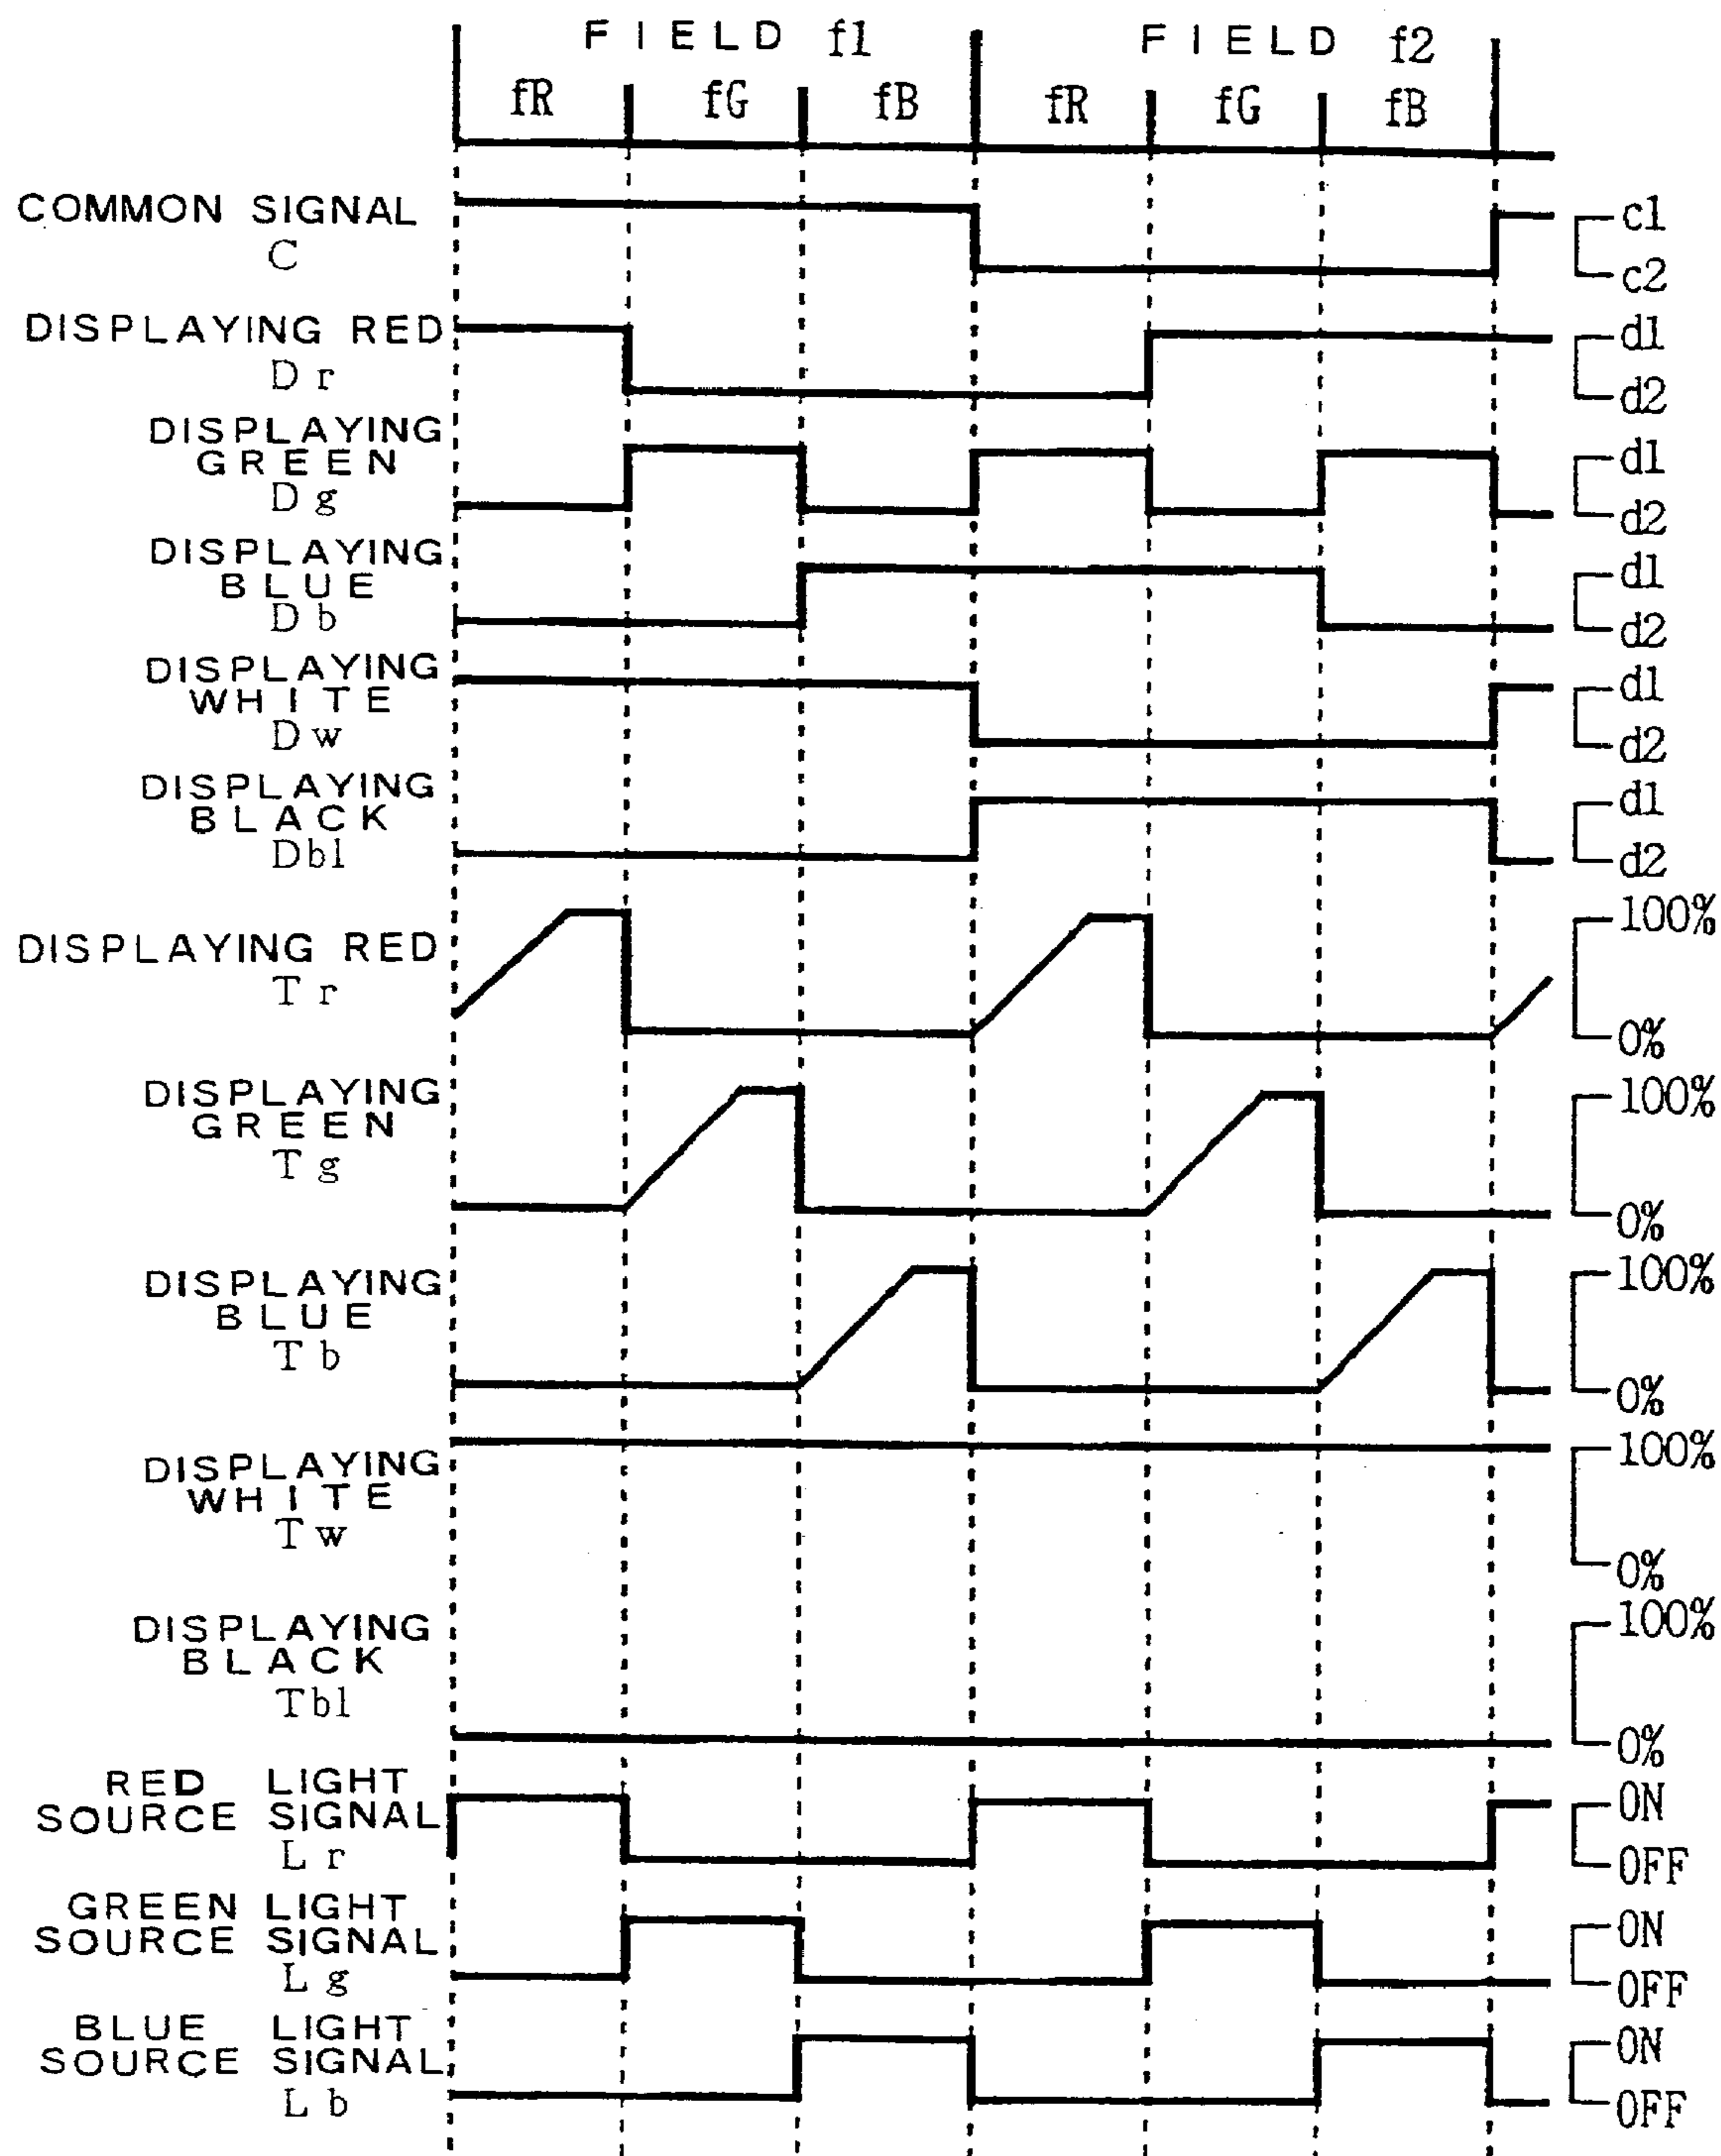 FIELD f1 FIELD f2
fR fG fB fR fG fB
COMMON SIGNAL
C
c1
c2
DISPLAYING RED
Dr
d1
d2
DISPLAYING
GREEN
Dg
d1
d2
DISPLAYING
BLUE
Db
d1
d2
DISPLAYING
WHITE
Dw
d1
d2
DISPLAYING
BLACK
Dbl
d1
d2
DISPLAYING RED
Tr
100%
0%
DISPLAYING
GREEN
Tg
100%
0%
DISPLAYING
BLUE
Tb
100%
0%
DISPLAYING
WHITE
Tw
100%
0%
DISPLAYING
BLACK
Tbl
100%
0%
RED LIGHT
SOURCE SIGNAL
Lr
ON
OFF
GREEN LIGHT
SOURCE SIGNAL
Lg
ON
OFF
BLUE LIGHT
SOURCE SIGNAL
Lb
ON
OFF